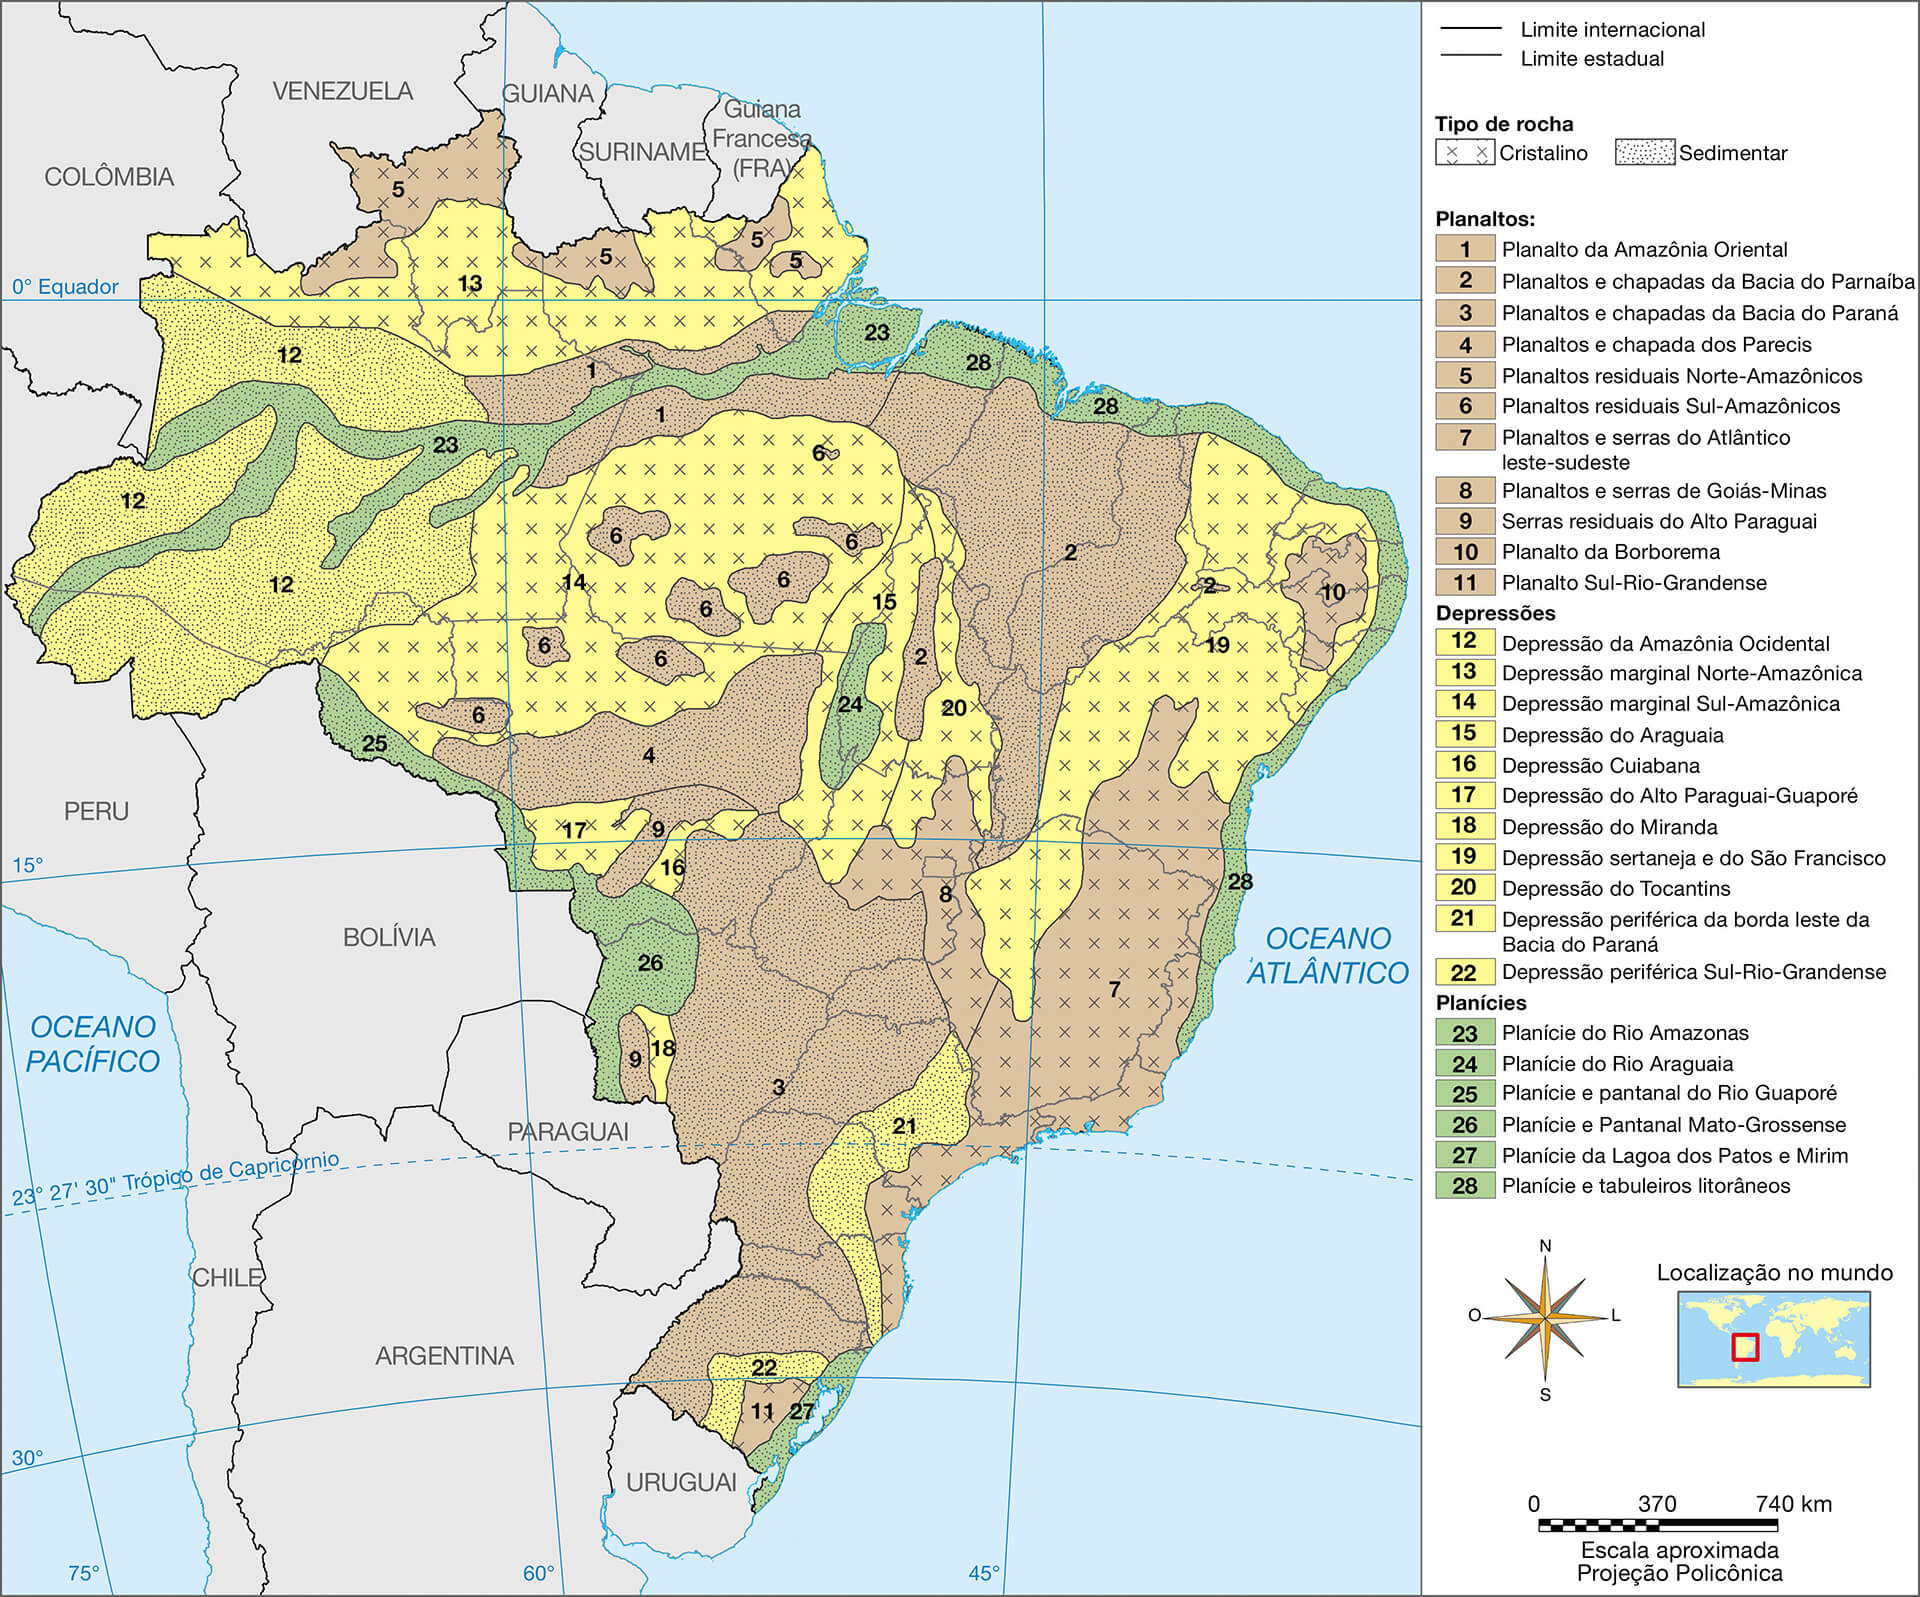 VENEZUELA
GUIANA
SURINAME
Guiana
Francesa
(FRA)
COLÔMBIA
5
5
5
5
13
0° Equador
23
28
12
1
1
28
23
6
12
6
6
2
12
14
6
6
15
2
10
6
6
2
19
24
20
6
25
4
PERU
17
9
16
15°
8
28
BOLÍVIA
26
7
OCEANO
ATLÂNTICO
OCEANO
PACÍFICO
9
18
3
21
PARAGUAI
23° 27' 30" Trópico de Capricórnio
CHILE
ARGENTINA
22
11
27
30°
URUGUAI
75°
60°
45°
Limite internacional
Limite estadual
Tipo de rocha
Cristalino
Sedimentar
Planaltos:
1 Planalto da Amazônia Oriental
2 Planaltos e chapadas da Bacia do Parnaíba
3 Planaltos e chapadas da Bacia do Paraná
4 Planaltos e chapada dos Parecis
5 Planaltos residuais Norte-Amazônicos
6 Planaltos residuais Sul-Amazônicos
7 Planaltos e serras do Atlântico
leste-sudeste
8 Planaltos e serras de Goiás-Minas
9 Serras residuais do Alto Paraguai
10 Planalto da Borborema
11 Planalto Sul-Rio-Grandense
Depressões
12 Depressão da Amazônia Ocidental
13 Depressão marginal Norte-Amazônica
14 Depressão marginal Sul-Amazônica
15 Depressão do Araguaia
16 Depressão Cuiabana
17 Depressão do Alto Paraguai-Guaporé
18 Depressão do Miranda
19 Depressão sertaneja e do São Francisco
20 Depressão do Tocantins
21 Depressão periférica da borda leste da
Bacia do Paraná
22 Depressão periférica Sul-Rio-Grandense
Planícies
23 Planície do Rio Amazonas
24 Planície do Rio Araguaia
25 Planície e pantanal do Rio Guaporé
26 Planície e Pantanal Mato-Grossense
27 Planície da Lagoa dos Patos e Mirim
28 Planície e tabuleiros litorâneos
N
O
L
S
Localização no mundo
0 370 740 km
Escala aproximada
Projeção Policônica